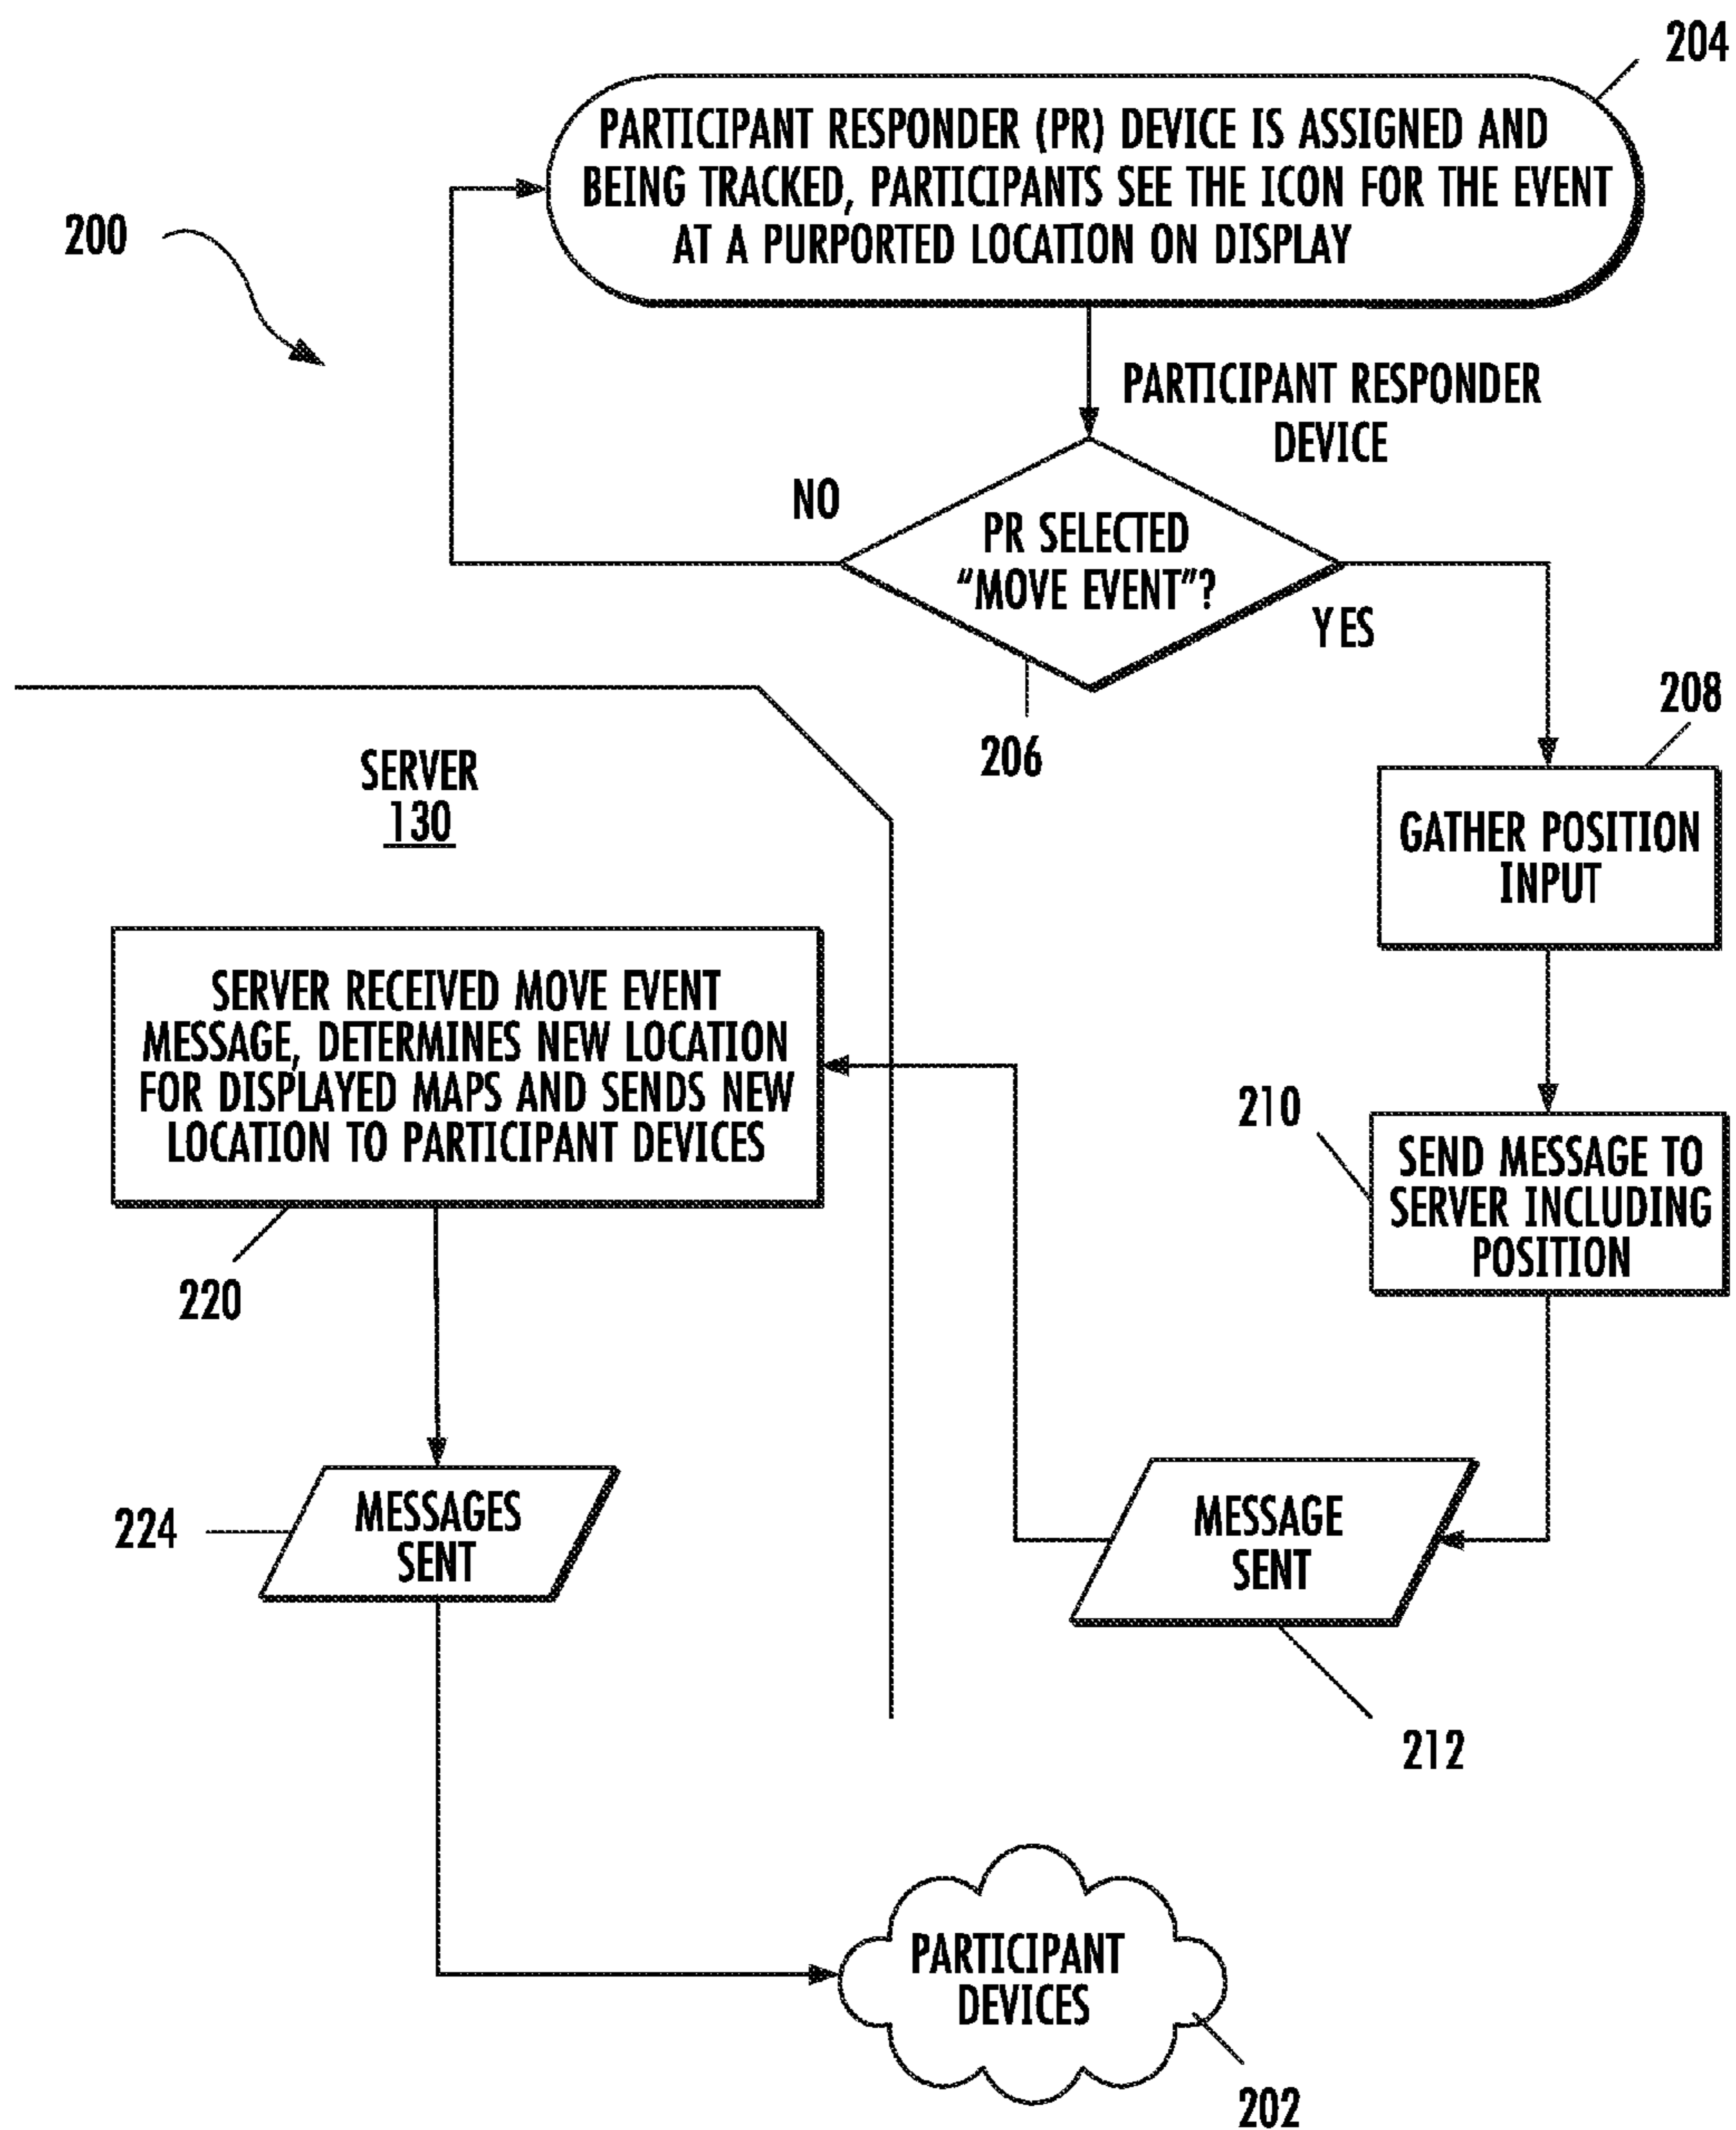 204
PARTICIPANT RESPONDER (PR) DEVICE IS ASSIGNED AND
BEING TRACKED, PARTICIPANTS SEE THE ICON FOR THE EVENT
AT A PURPORTED LOCATION ON DISPLAY
200
PARTICIPANT RESPONDER
DEVICE
NO
PR SELECTED
"MOVE EVENT"?
YES
206
208
GATHER POSITION
INPUT
SERVER
130
SERVER RECEIVED MOVE EVENT
MESSAGE, DETERMINES NEW LOCATION
FOR DISPLAYED MAPS AND SENDS NEW
LOCATION TO PARTICIPANT DEVICES
220
210
SEND MESSAGE TO
SERVER INCLUDING
POSITION
224
MESSAGES
SENT
MESSAGE
SENT
212
PARTICIPANT
DEVICES
202